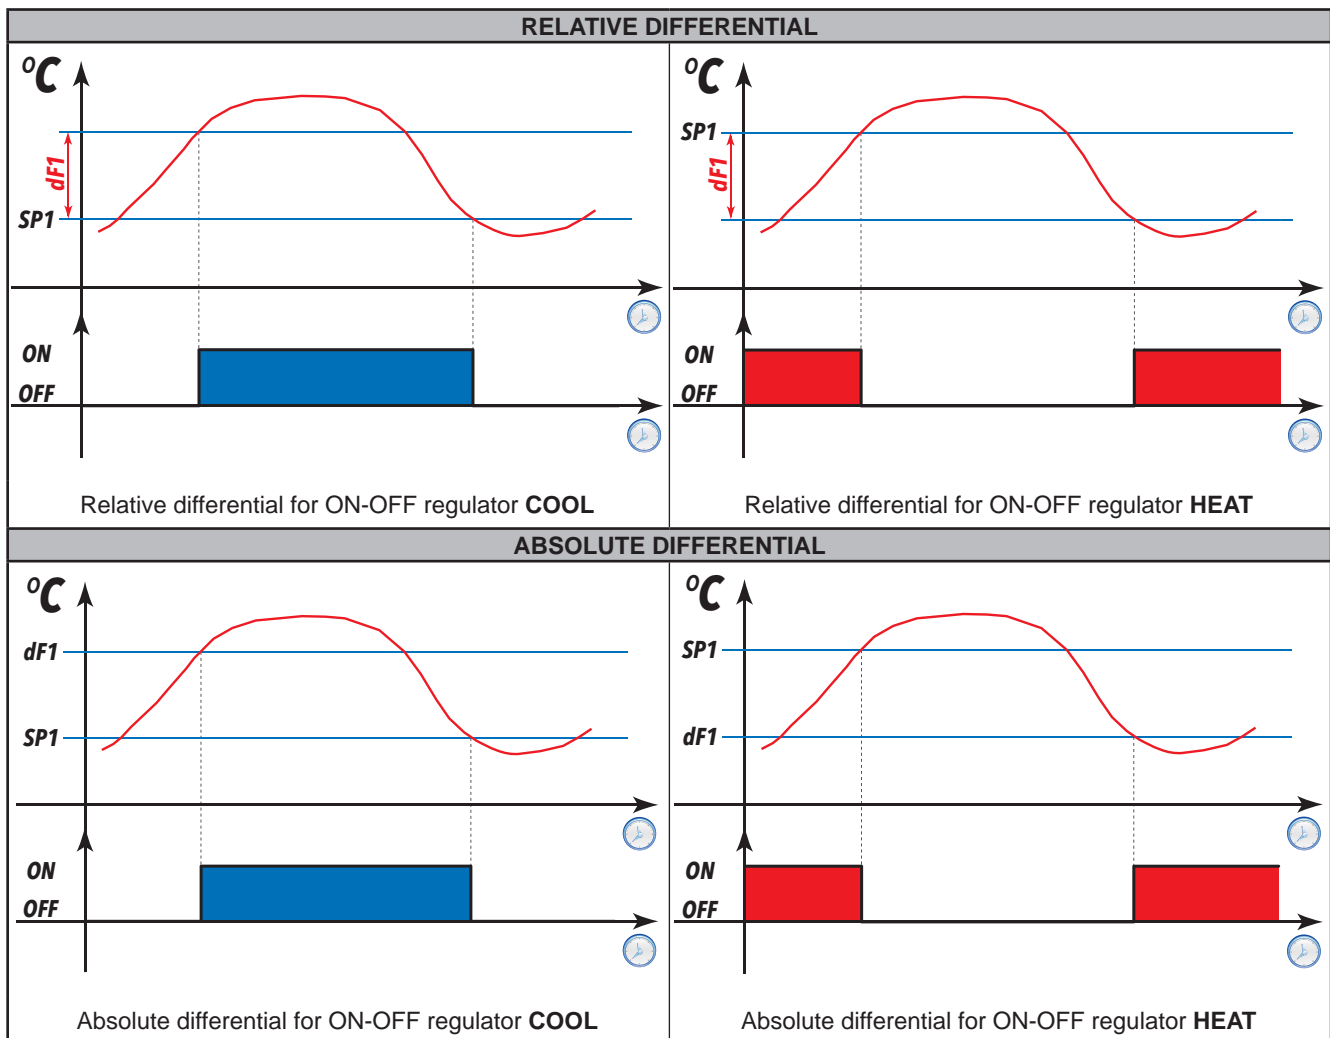 RELATIVE DIFFERENTIAL
°C
dF1
SP1
ON
OFF
Relative differential for ON-OFF regulator COOL
°C
SP1
dF1
ON
OFF
Relative differential for ON-OFF regulator HEAT
ABSOLUTE DIFFERENTIAL
°C
dF1
SP1
ON
OFF
Absolute differential for ON-OFF regulator COOL
°C
SP1
dF1
ON
OFF
Absolute differential for ON-OFF regulator HEAT